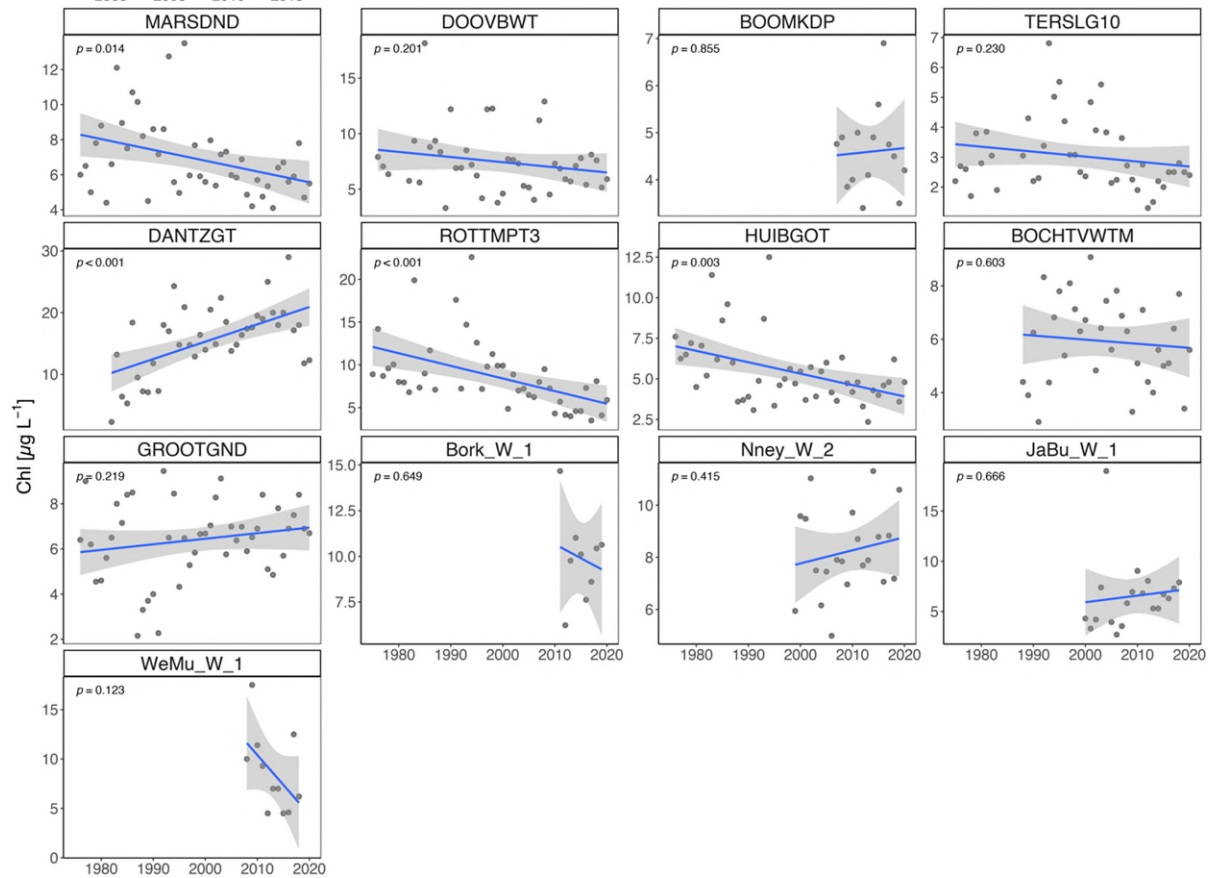 MARSDND DOOVBWT BOOMKDP TERSLG10
p = 0.014 p = 0.201 p = 0.855 p = 0.230
12 10 8 6 4
15 10 5
7 6 5 4
7 6 5 4 3 2
DANTZGT ROTTMPT3 HUIBGOT BOCHTVWTM
p < 0.001 p < 0.001 p = 0.003 p = 0.603
30 20 10
20 15 10 5
12.5 10.0 7.5 5.0 2.5
8 6 4
Chl [µg L⁻¹]
GROOTGND Bork_W_1 Nney_W_2 JaBu_W_1
p = 0.219 p = 0.649 p = 0.415 p = 0.666
8 6 4 2
15.0 12.5 10.0 7.5
10 8 6
15 10 5
1980 1990 2000 2010 2020 1980 1990 2000 2010 2020 1980 1990 2000 2010 2020
WeMu_W_1
p = 0.123
15 10 5 0
1980 1990 2000 2010 2020